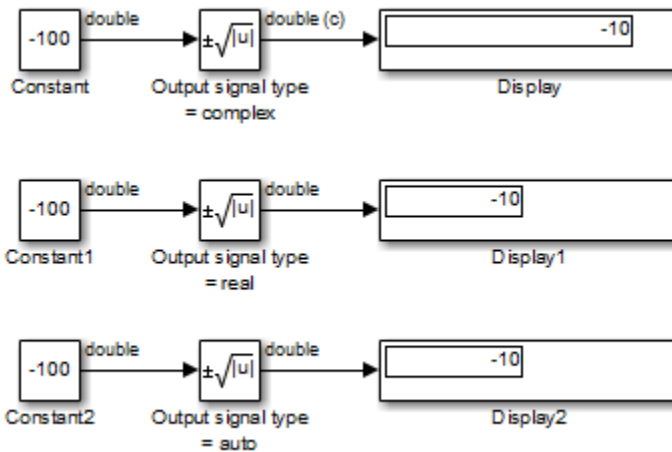 double double (c)
-100 ±√|u| -10
Constant Output signal type Display
= complex
double double
-100 ±√|u| -10
Constant1 Output signal type Display1
= real
double double
-100 ±√|u| -10
Constant2 Output signal type Display2
= auto